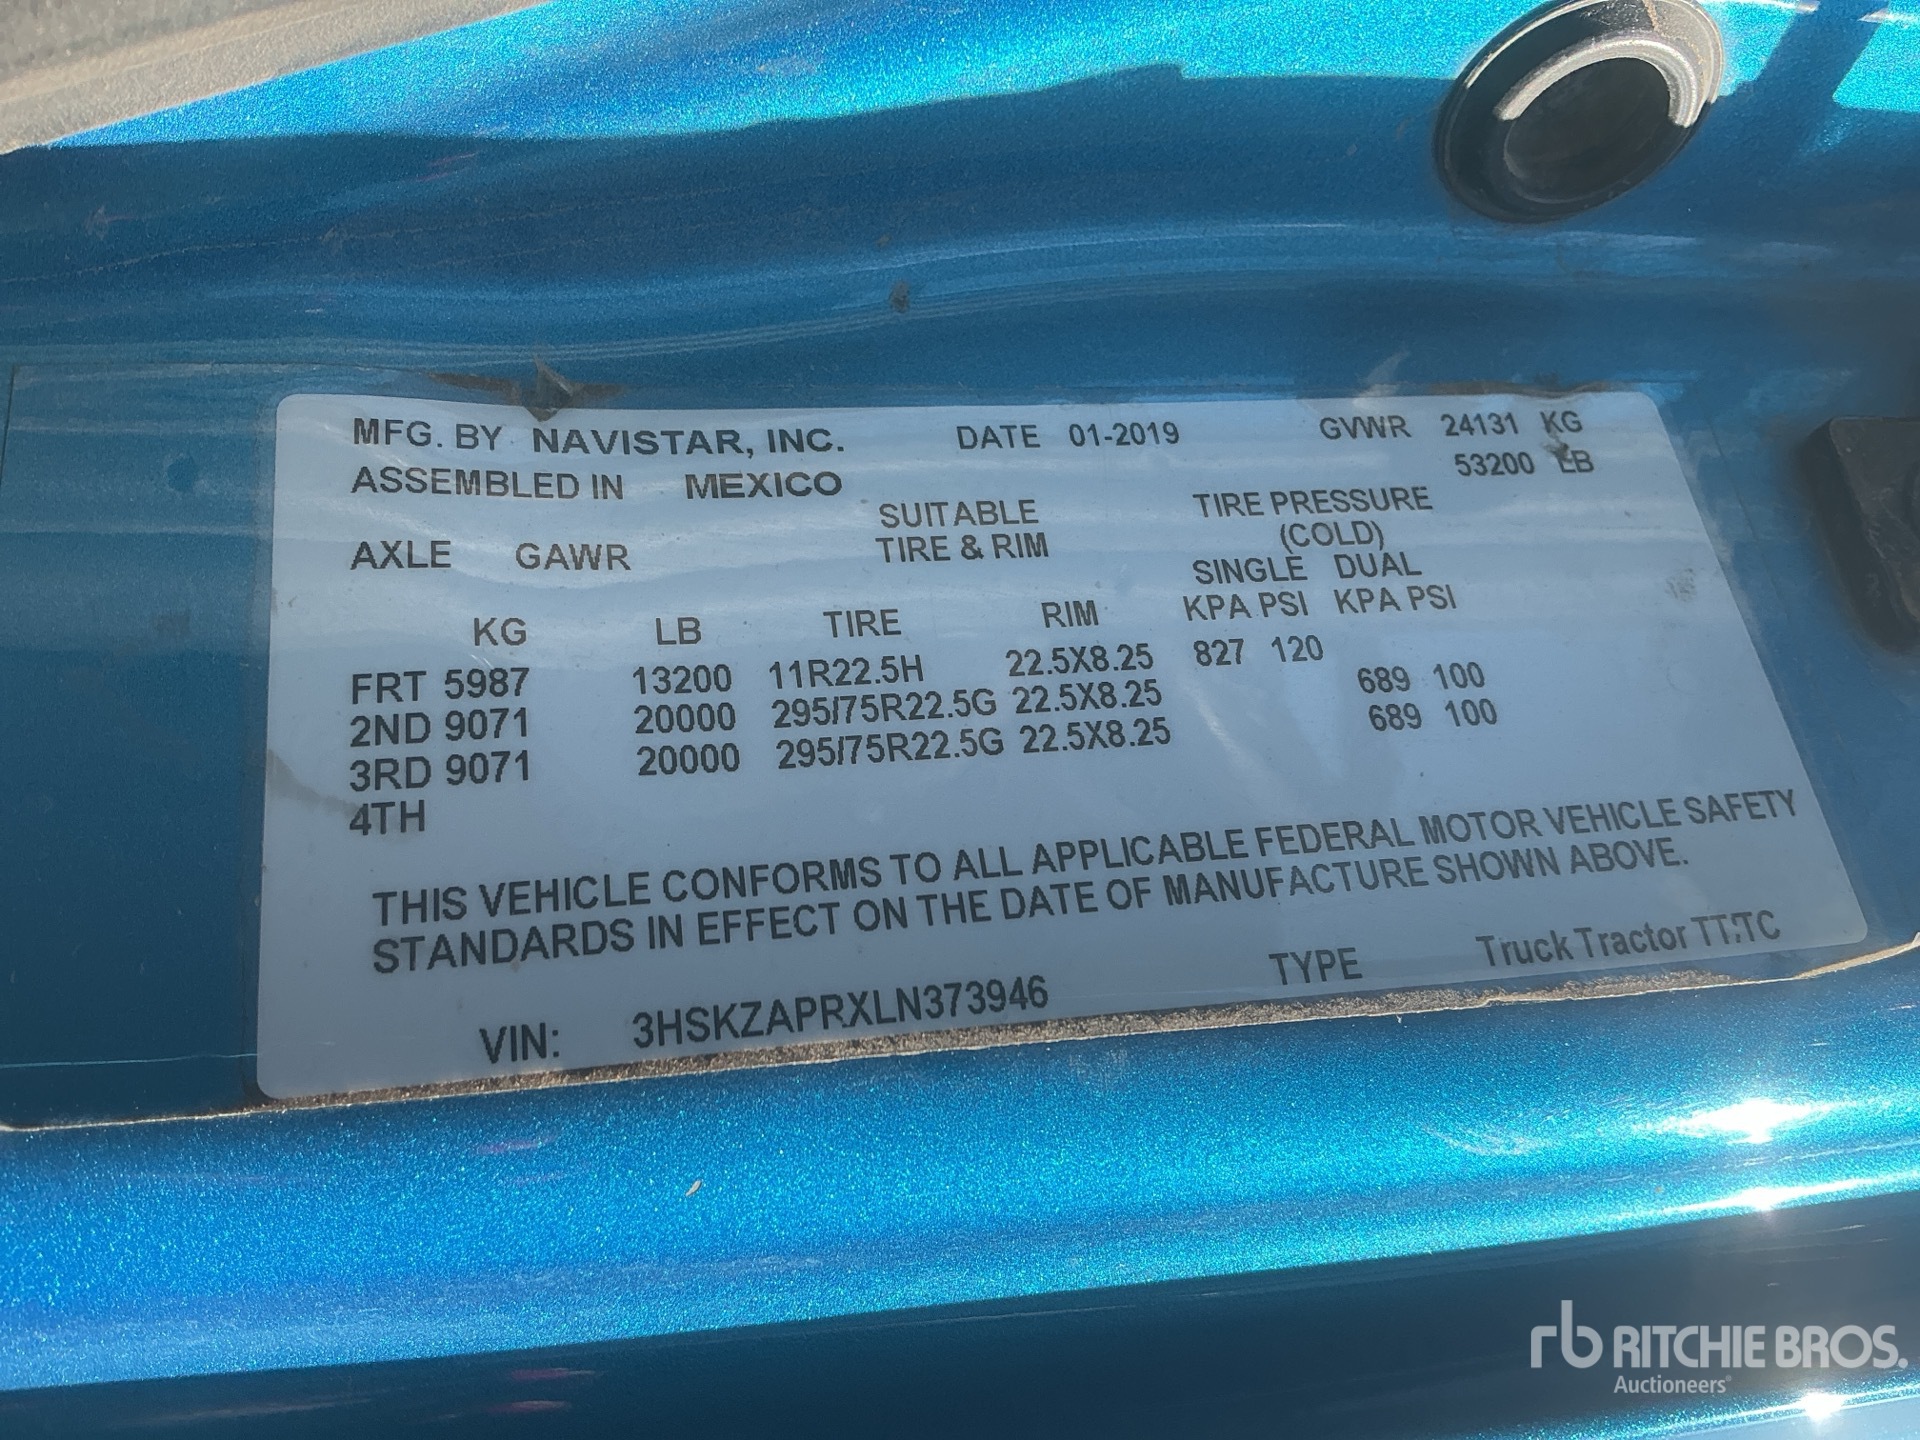 MFG. BY NAVISTAR, INC. DATE 01-2019 GVWR 24131 KG
ASSEMBLED IN MEXICO 53200 LB
SUITABLE TIRE PRESSURE
AXLE GAWR TIRE & RIM (COLD)
SINGLE DUAL
KG LB TIRE RIM KPA PSI KPA PSI
FRT 5987 13200 11R22.5H 22.5X8.25 827 120
2ND 9071 20000 295/75R22.5G 22.5X8.25 689 100
3RD 9071 20000 295/75R22.5G 22.5X8.25 689 100
4TH
THIS VEHICLE CONFORMS TO ALL APPLICABLE FEDERAL MOTOR VEHICLE SAFETY
STANDARDS IN EFFECT ON THE DATE OF MANUFACTURE SHOWN ABOVE.
VIN: 3HSKZAPRXLN373946 TYPE Truck Tractor TT:TC
rb RITCHIE BROS.
Auctioneers